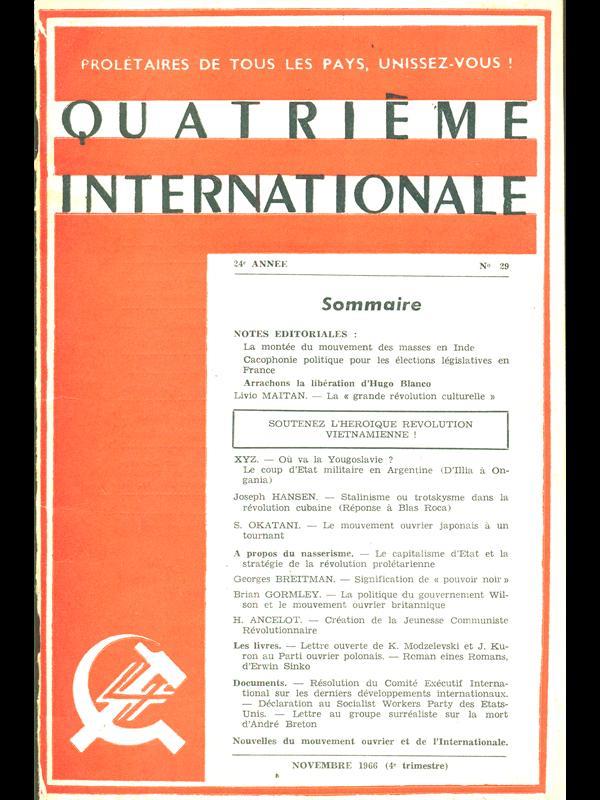 PROLÉTAIRES DE TOUS LES PAYS, UNISSEZ-VOUS !
QUATRIÈME
INTERNATIONALE
24e ANNÉE No 29
Sommaire
NOTES EDITORIALES :
La montée du mouvement des masses en Inde
Cacophonie politique pour les élections législatives en
France
Arrachons la libération d'Hugo Blanco
Livio MAITAN. — La « grande révolution culturelle »
SOUTENEZ L'HEROIQUE REVOLUTION
VIETNAMIENNE !
XYZ. — Où va la Yougoslavie ?
Le coup d'Etat militaire en Argentine (D'Illia à On-
gania)
Joseph HANSEN. — Stalinisme ou trotskysme dans la
révolution cubaine (Réponse à Blas Roca)
S. OKATANI. — Le mouvement ouvrier japonais à un
tournant
A propos du nasserisme. — Le capitalisme d'Etat et la
stratégie de la révolution prolétarienne
Georges BREITMAN. — Signification de « pouvoir noir »
Brian GORMLEY. — La politique du gouvernement Wil-
son et le mouvement ouvrier britannique
H. ANCELOT. — Création de la Jeunesse Communiste
Révolutionnaire
Les livres. — Lettre ouverte de K. Modzelevski et J. Ku-
ron au Parti ouvrier polonais. — Roman eines Romans,
d'Erwin Sinko
Documents. — Résolution du Comité Exécutif Interna-
tional sur les derniers développements internationaux.
— Déclaration au Socialist Workers Party des Etats-
Unis. — Lettre au groupe surréaliste sur la mort
d'André Breton
Nouvelles du mouvement ouvrier et de l'Internationale.
NOVEMBRE 1966 (4e trimestre)
4